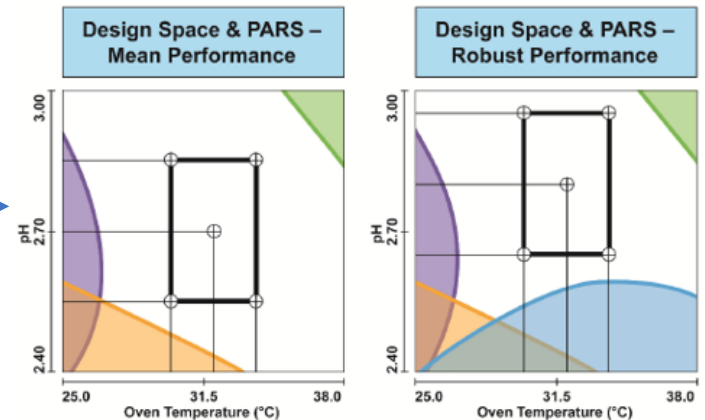 Design Space & PARS –
Mean Performance
3.00
2.70
2.40
pH
25.0
31.5
38.0
Oven Temperature (°C)
Design Space & PARS –
Robust Performance
3.00
2.70
2.40
pH
25.0
31.5
38.0
Oven Temperature (°C)